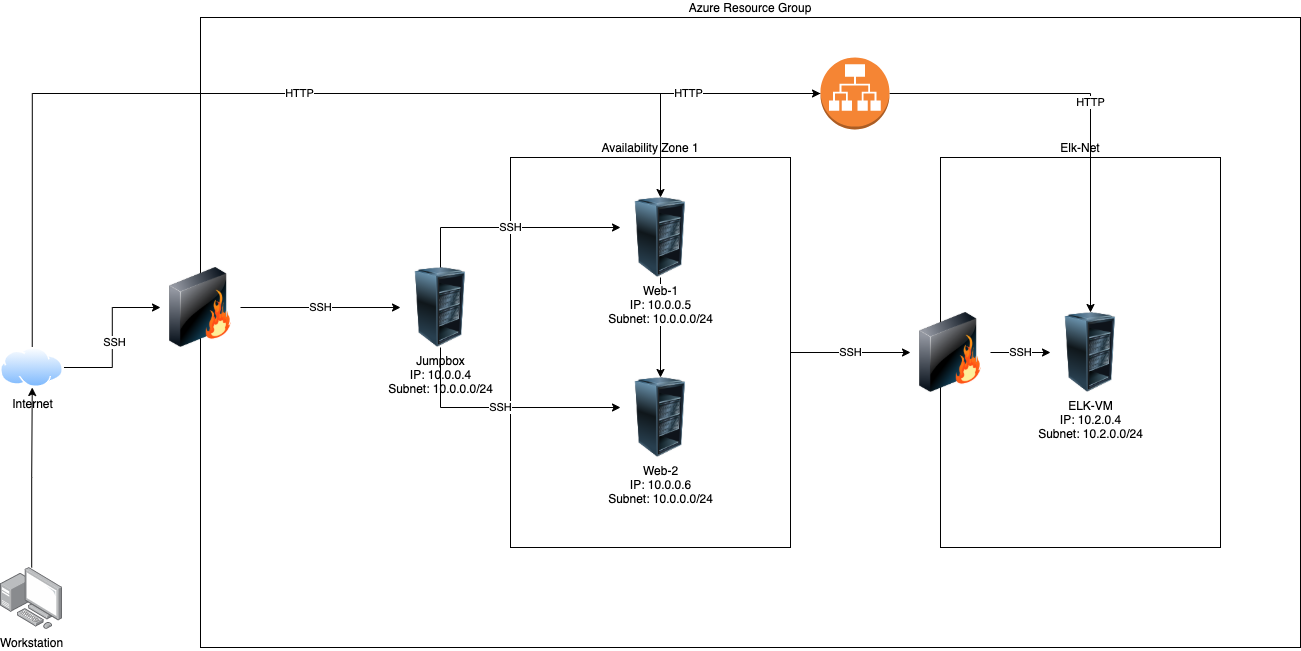 Azure Resource Group
HTTP
HTTP
HTTP
Availability Zone 1
Elk-Net
SSH
Web-1
IP: 10.0.0.5
Subnet: 10.0.0.0/24
SSH
SSH
Jumpbox
IP: 10.0.0.4
Subnet: 10.0.0.0/24
SSH
SSH
SSH
Internet
ELK-VM
IP: 10.2.0.4
Subnet: 10.2.0.0/24
SSH
Web-2
IP: 10.0.0.6
Subnet: 10.0.0.0/24
Workstation